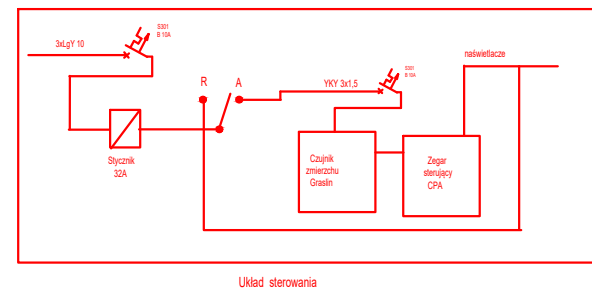 S301
B 10A
3xLgY 10
naświetlacze
S301
B 10A
R
A
YKY 3x1,5
Stycznik
32A
Czujnik
zmierzchu
Graslin
Zegar
sterujący
CPA
Układ sterowania